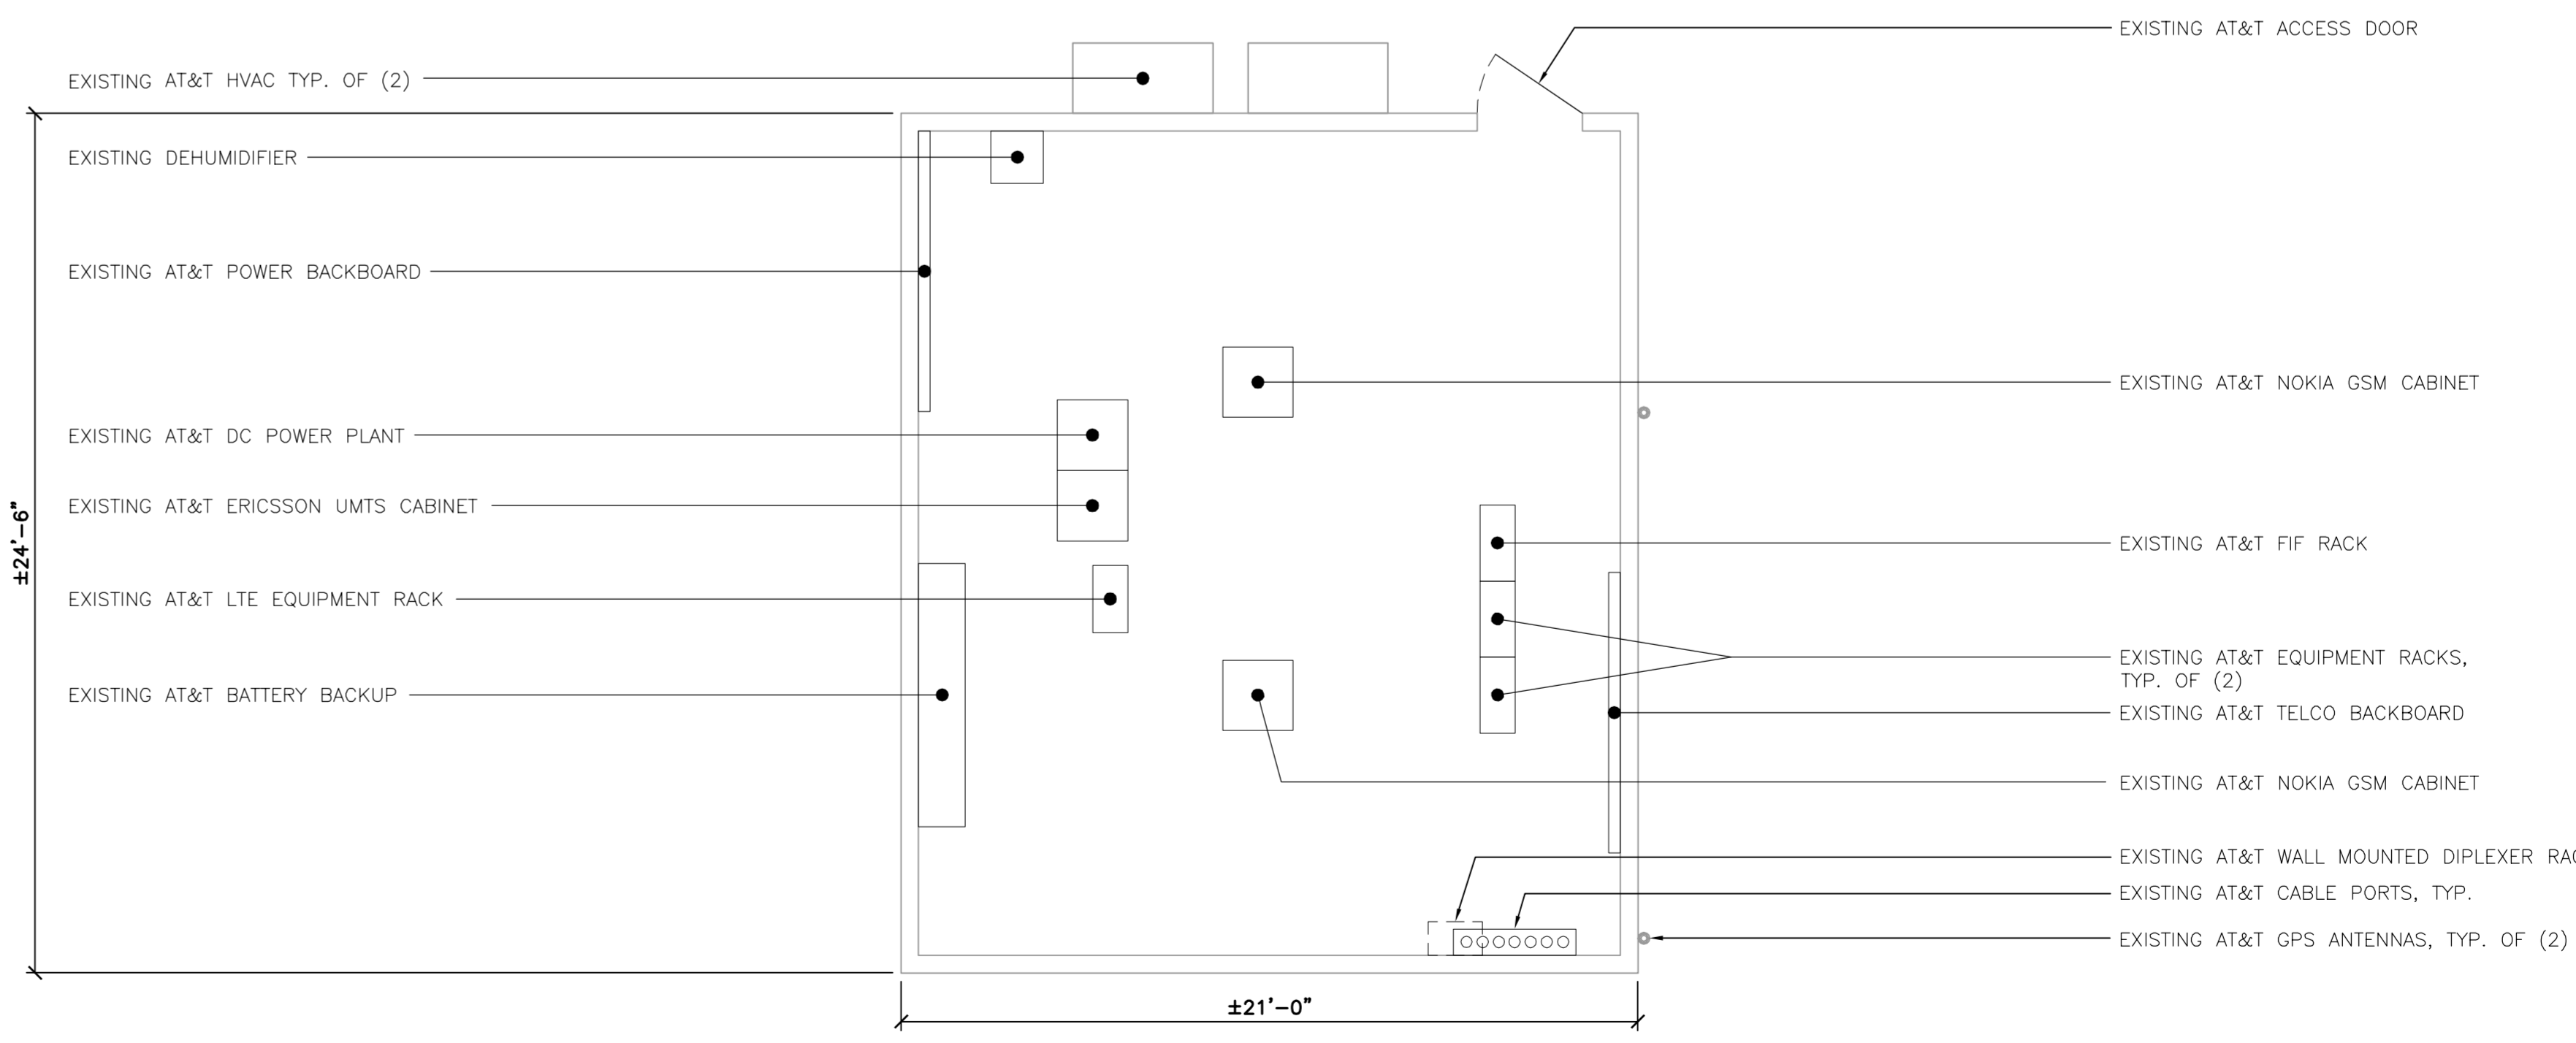 EXISTING AT&T ACCESS DOOR
EXISTING AT&T HVAC TYP. OF (2)
EXISTING DEHUMIDIFIER
EXISTING AT&T POWER BACKBOARD
EXISTING AT&T NOKIA GSM CABINET
EXISTING AT&T DC POWER PLANT
EXISTING AT&T ERICSSON UMTS CABINET
EXISTING AT&T FIF RACK
±24'-6"
EXISTING AT&T LTE EQUIPMENT RACK
EXISTING AT&T EQUIPMENT RACKS,
TYP. OF (2)
EXISTING AT&T BATTERY BACKUP
EXISTING AT&T TELCO BACKBOARD
EXISTING AT&T NOKIA GSM CABINET
EXISTING AT&T WALL MOUNTED DIPLEXER
EXISTING AT&T CABLE PORTS, TYP.
EXISTING AT&T GPS ANTENNAS, TYP. OF (2)
±21'-0"